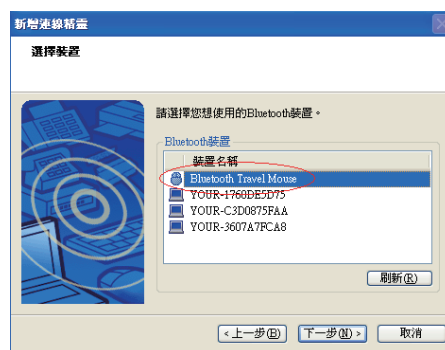 新增連線精靈
選擇裝置
請選擇您想使用的Bluetooth裝置。
Bluetooth裝置
裝置名稱
Bluetooth Travel Mouse
YOUR-1760DE5D75
YOUR-C3D0875FAA
YOUR-3607A7FCA8
刷新(R)
<上一步(B)
下一步(N)>
取消